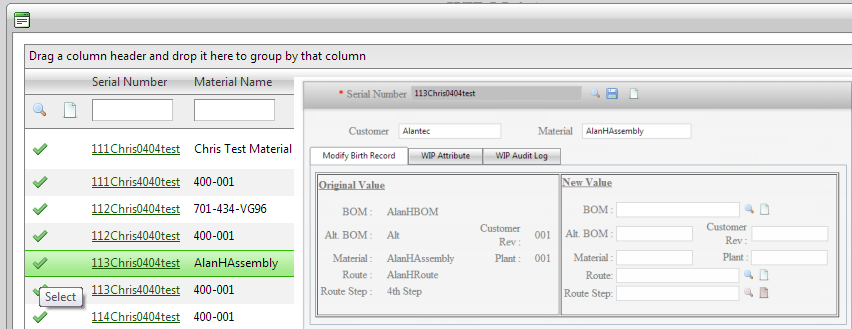 Drag a column header and drop it here to group by that column
Serial Number Material Name
111Chris0404test Chris Test Material
111Chris4040test 400-001
112Chris0404test 701-434-VG96
112Chris4040test 400-001
113Chris0404test AlanHAssembly
113Chris4040test 400-001
Select
114Chris0404test 400-001
* Serial Number 113Chris0404test
Customer Alantec Material AlanHAssembly
Modify Birth Record WIP Attribute WIP Audit Log
Original Value
BOM : AlanHBOM
Alt. BOM : Alt Customer Rev : 001
Material : AlanHAssembly Plant : 001
Route : AlanHRoute
Route Step : 4th Step
New Value
BOM :
Alt. BOM : Customer Rev :
Material : Plant :
Route:
Route Step: